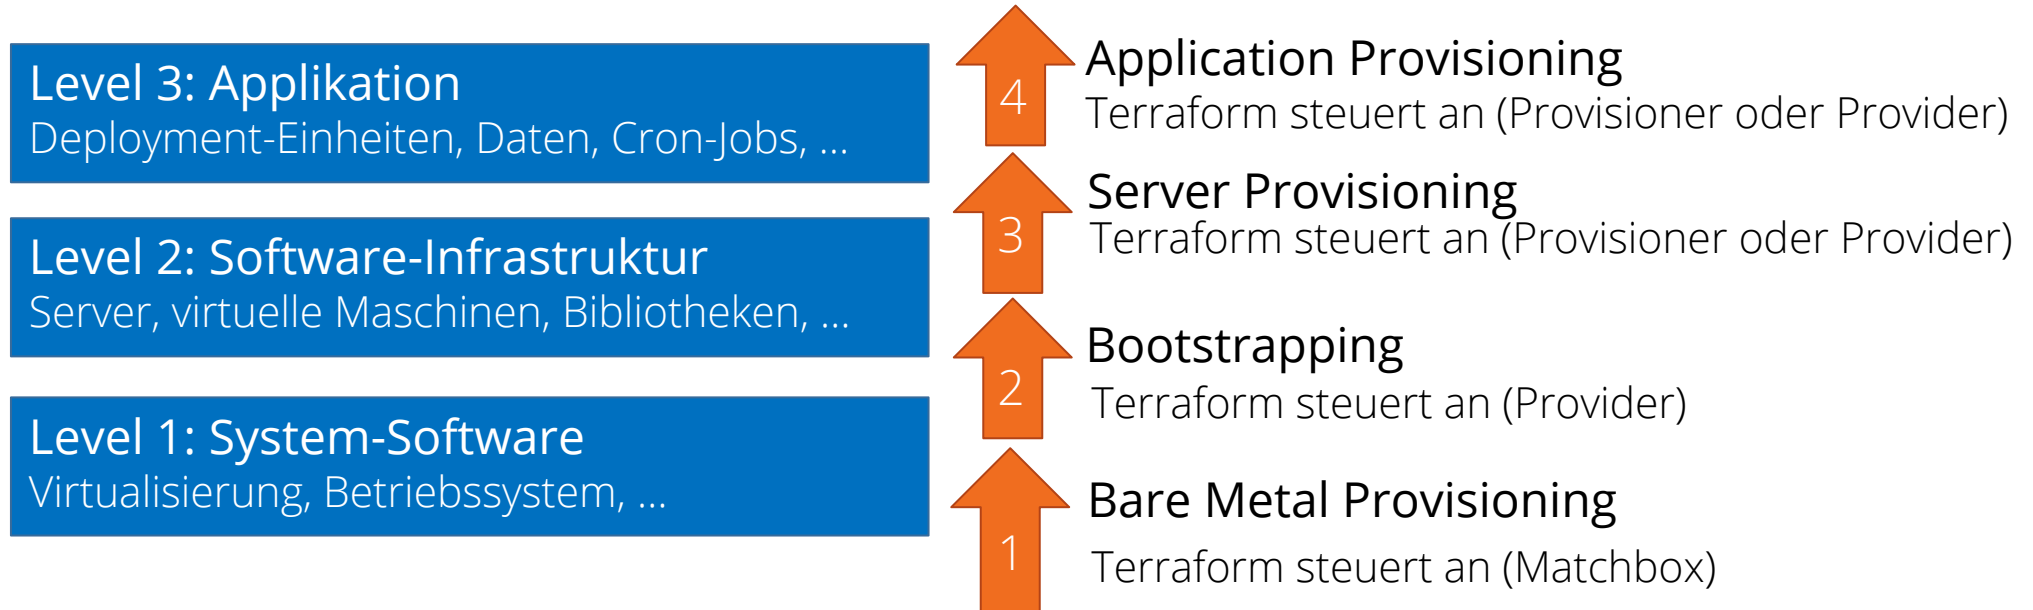 Level 3: Applikation
Deployment-Einheiten, Daten, Cron-Jobs, ...
Level 2: Software-Infrastruktur
Server, virtuelle Maschinen, Bibliotheken, ...
Level 1: System-Software
Virtualisierung, Betriebssystem, ...
4
Application Provisioning
Terraform steuert an (Provisioner oder Provider)
3
Server Provisioning
Terraform steuert an (Provisioner oder Provider)
2
Bootstrapping
Terraform steuert an (Provider)
1
Bare Metal Provisioning
Terraform steuert an (Matchbox)